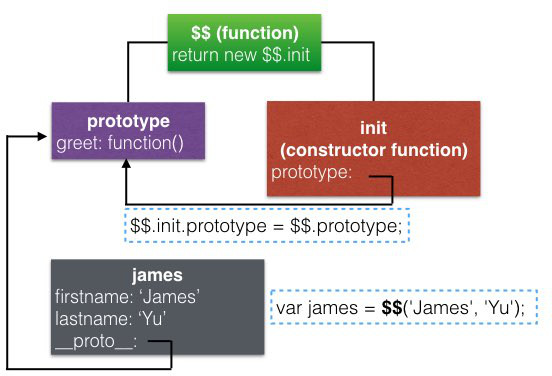 $$ (function)
return new $$.init
prototype
greet: function()
init
(constructor function)
prototype:
$$.init.prototype = $$.prototype;
james
firstname: ‘James’
lastname: ‘Yu’
__proto__:
var james = $$('James', 'Yu');